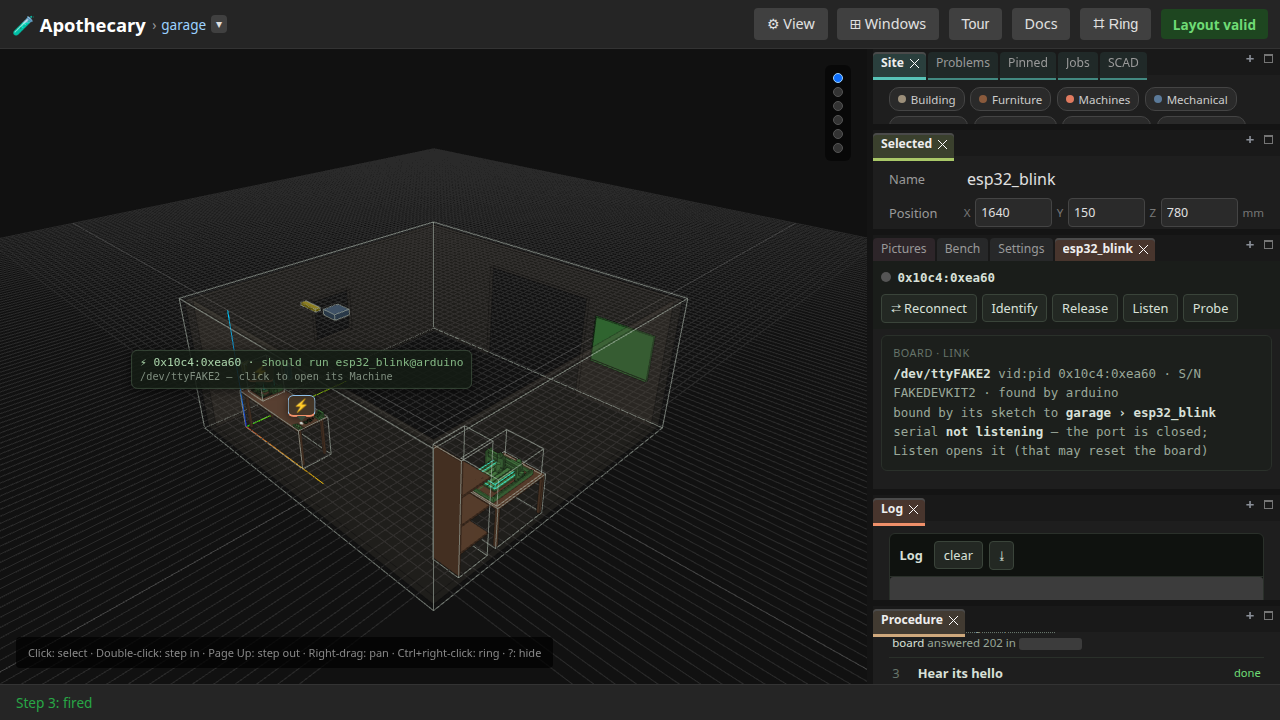 Apothecary › garage ▾
⚙ View
⊞ Windows
Tour
Docs
⌗ Ring
Layout valid
Site
Problems
Pinned
Jobs
SCAD
Building
Furniture
Machines
Mechanical
Selected
Name
esp32_blink
Position
X 1640 Y 150 Z 780 mm
Pictures
Bench
Settings
esp32_blink
0x10c4:0xea60
⇄ Reconnect
Identify
Release
Listen
Probe
BOARD · LINK
/dev/ttyFAKE2 vid:pid 0x10c4:0xea60 · S/N
FAKEDEVKIT2 · found by arduino
bound by its sketch to garage › esp32_blink
serial not listening — the port is closed;
Listen opens it (that may reset the board)
Log
Log
clear
⤓
Procedure
board answered 202 in
3 Hear its hello done
⚡ 0x10c4:0xea60 · should run esp32_blink@arduino
/dev/ttyFAKE2 — click to open its Machine
Click: select · Double-click: step in · Page Up: step out · Right-drag: pan · Ctrl+right-click: ring · ?: hide
Step 3: fired